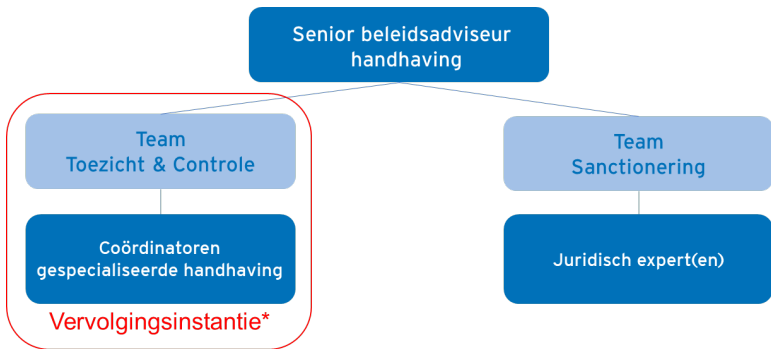 Senior beleidsadviseur
handhaving
Team
Toezicht & Controle
Team
Sanctionering
Coördinatoren
gespecialiseerde handhaving
Juridisch expert(en)
Vervolgingsinstantie*